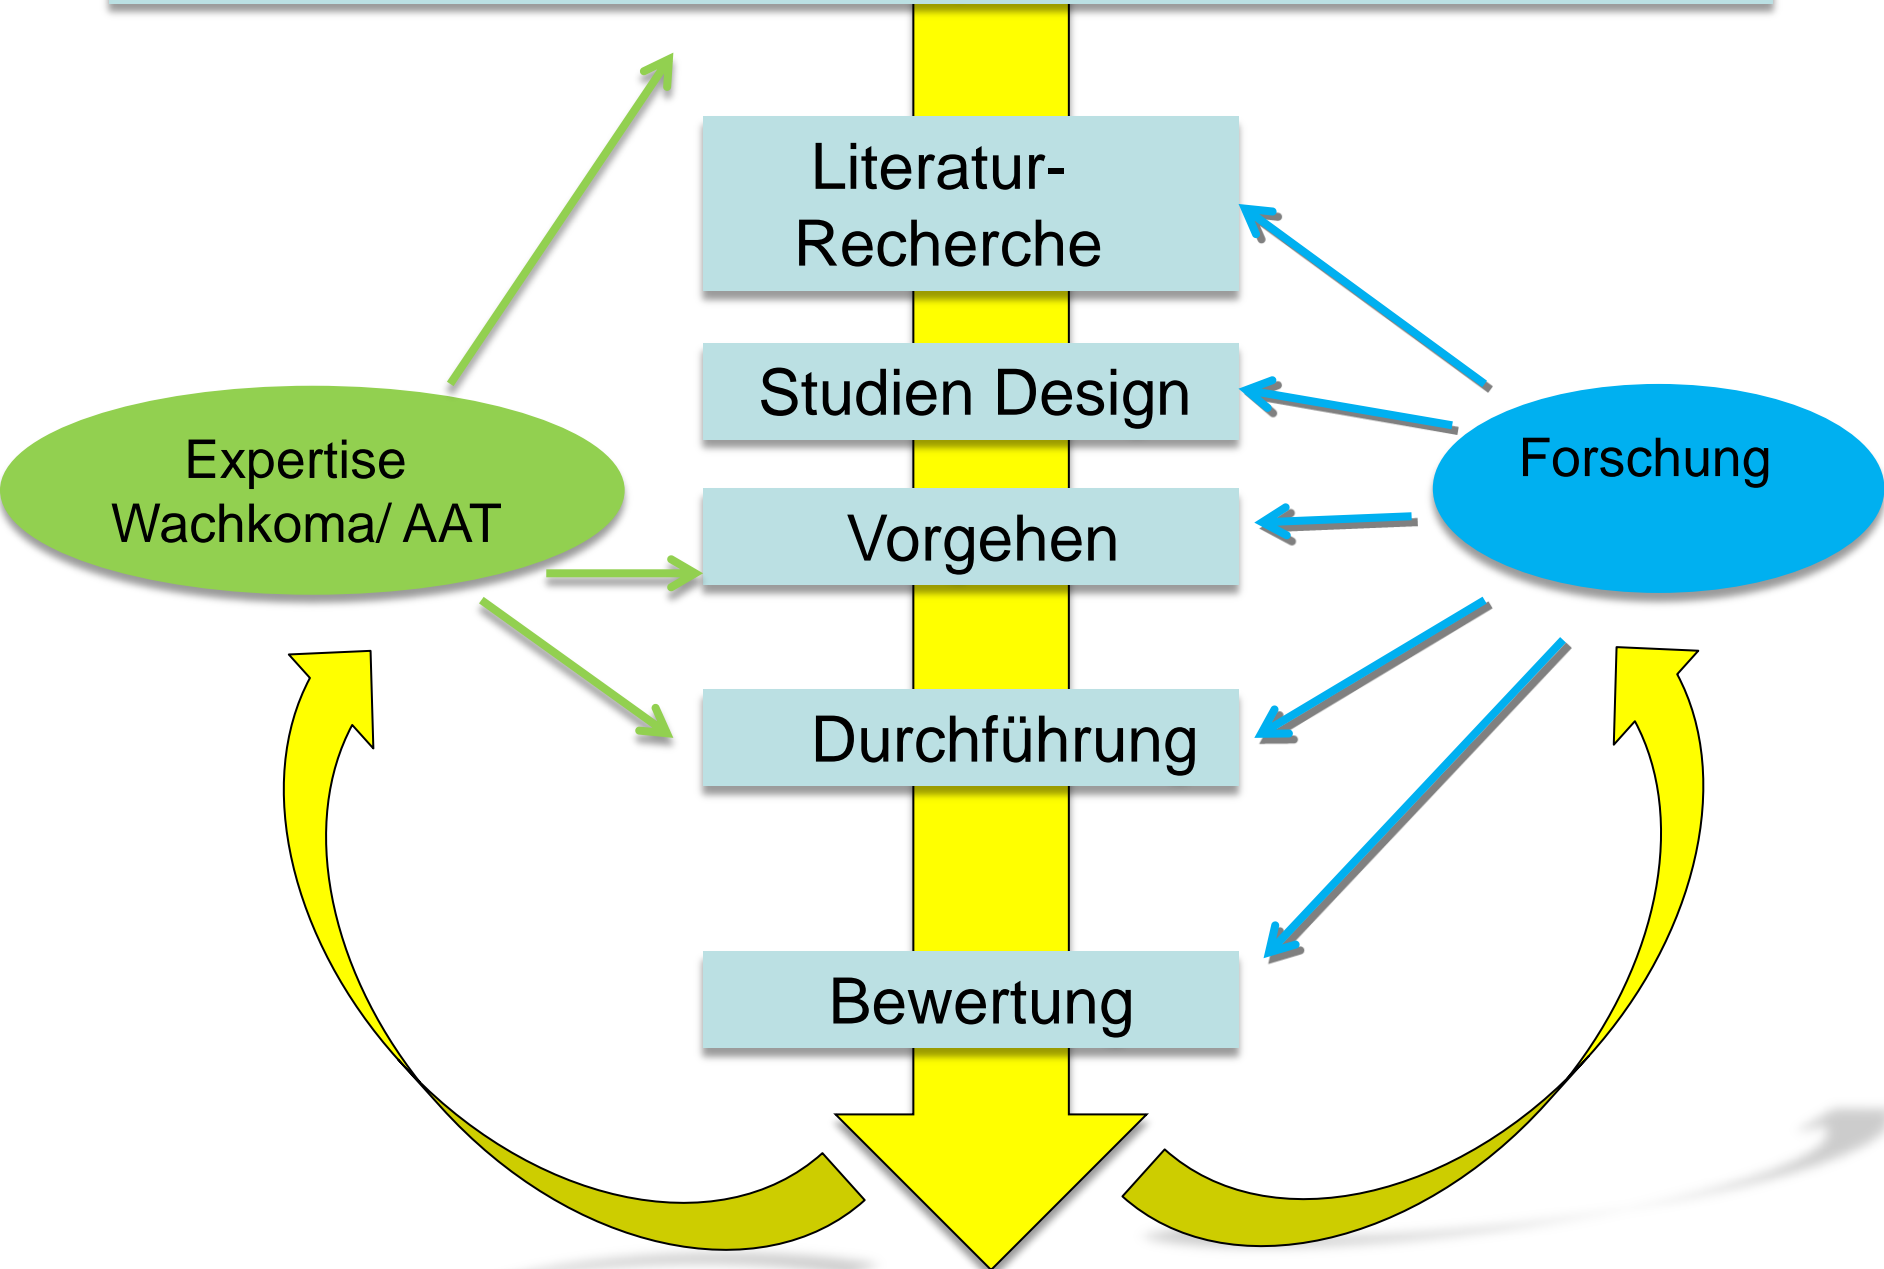 Literatur-
Recherche
Studien Design
Expertise
Wachkoma/ AAT
Forschung
Vorgehen
Durchführung
Bewertung